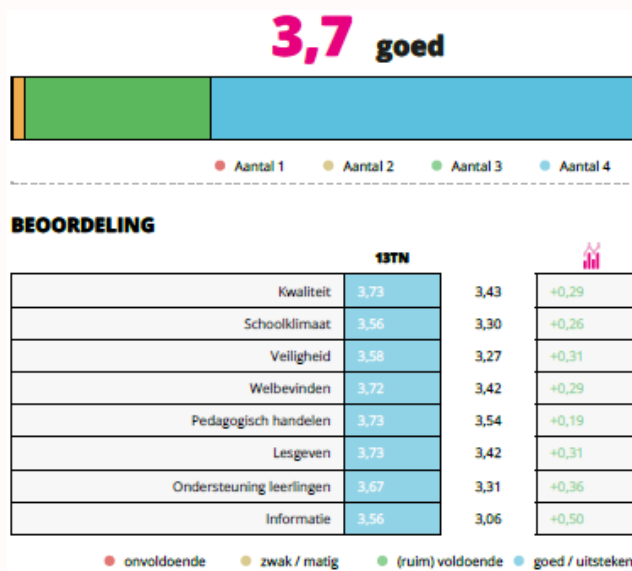 3,7 goed
Aantal 1 Aantal 2 Aantal 3 Aantal 4
BEOORDELING
13TN
Kwaliteit 3,73 3,43 +0,29
Schoolklimaat 3,56 3,30 +0,26
Veiligheid 3,58 3,27 +0,31
Welbevinden 3,72 3,42 +0,29
Pedagogisch handelen 3,73 3,54 +0,19
Lesgeven 3,73 3,42 +0,31
Ondersteuning leerlingen 3,67 3,31 +0,36
Informatie 3,56 3,06 +0,50
onvoldoende zwak / matig (ruim) voldoende goed / uitsteken